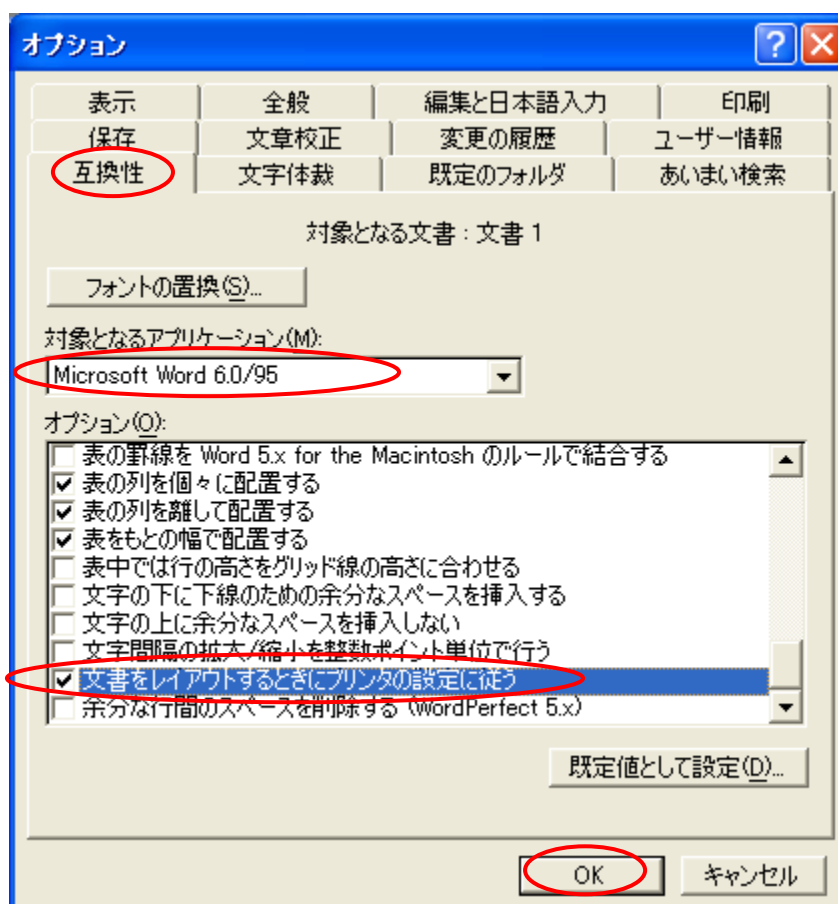 オプション
表示 全般 編集と日本語入力 印刷
保存 文章校正 変更の履歴 ユーザー情報
互換性 文字体裁 既定のフォルダ あいまい検索
対象となる文書 : 文書 1
フォントの置換(S)...
対象となるアプリケーション(M):
Microsoft Word 6.0/95
オプション(O):
表の罫線を Word 5.x for the Macintosh のルールで結合する
表の列を個々に配置する
表の列を離して配置する
表をもとの幅で配置する
表中では行の高さをグリッド線の高さに合わせる
文字の下に下線のための余分なスペースを挿入する
文字の上に余分なスペースを挿入しない
文字間隔の拡大/縮小を整数ポイント単位で行う
文書をレイアウトするときにプリンタの設定に従う
余分な行間のスペースを削除する (WordPerfect 5.x)
既定値として設定(D)...
OK キャンセル